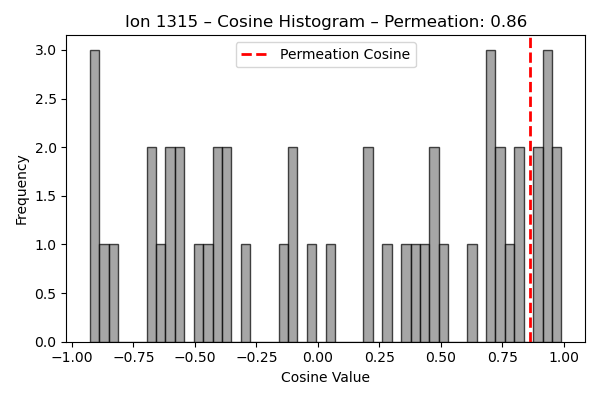 Ion 1315 – Cosine Histogram – Permeation: 0.86
Permeation Cosine
Frequency
3.0
2.5
2.0
1.5
1.0
0.5
0.0
−1.00 −0.75 −0.50 −0.25 0.00 0.25 0.50 0.75 1.00
Cosine Value